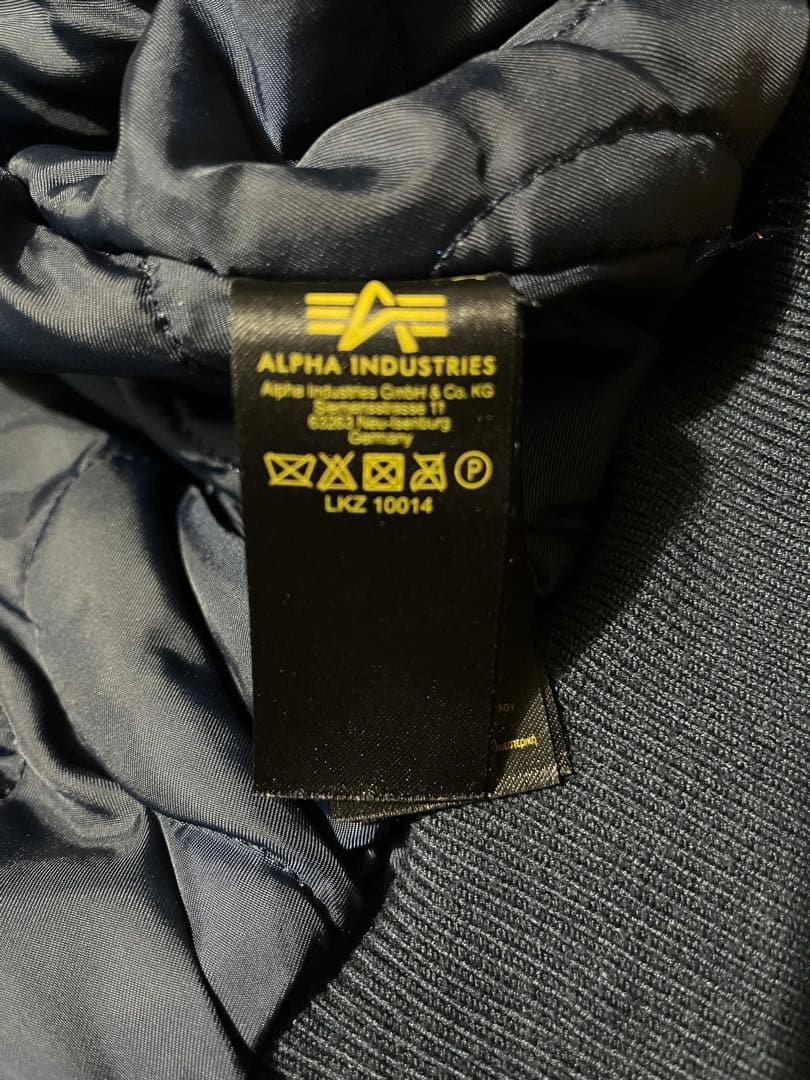 ALPHA INDUSTRIES
Alpha Industries GmbH & Co. KG
Siemensstrasse 11
63263 Neu-Isenburg
Germany
P
LKZ 10014